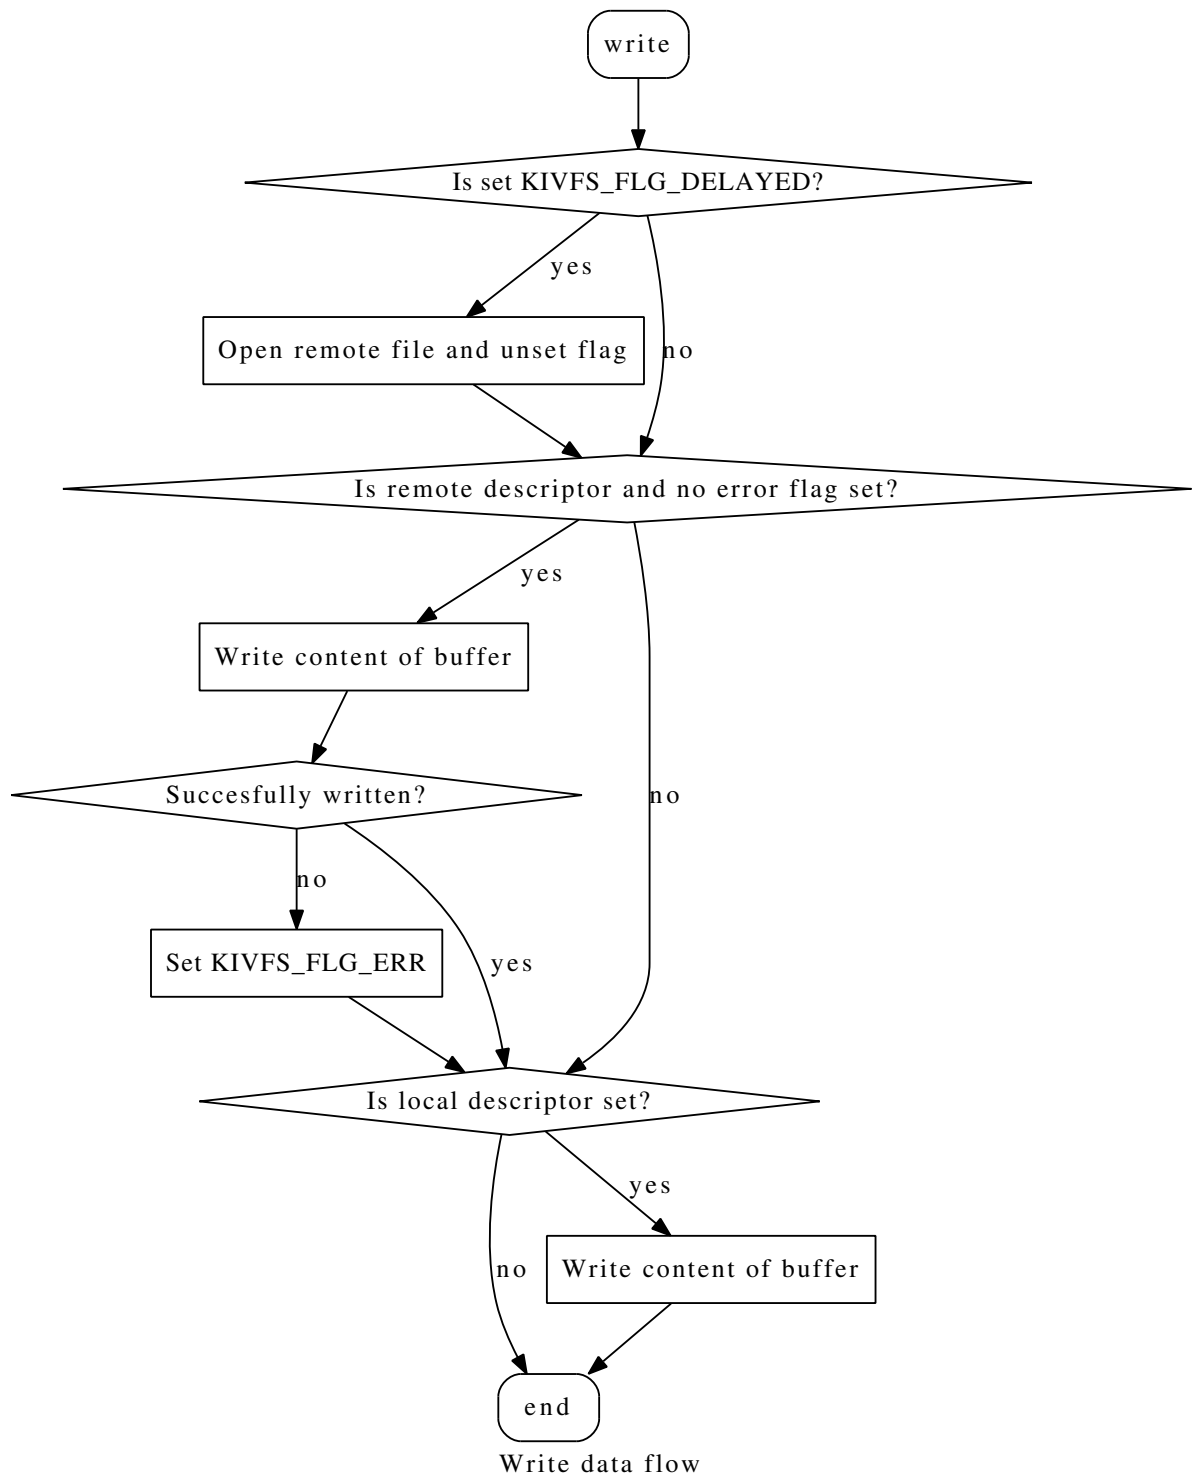 write
Is set KIVFS_FLG_DELAYED?
yes
Open remote file and unset flag
no
Is remote descriptor and no error flag set?
yes
Write content of buffer
Succesfully written?
no
no
Set KIVFS_FLG_ERR
yes
Is local descriptor set?
yes
no
Write content of buffer
end
Write data flow